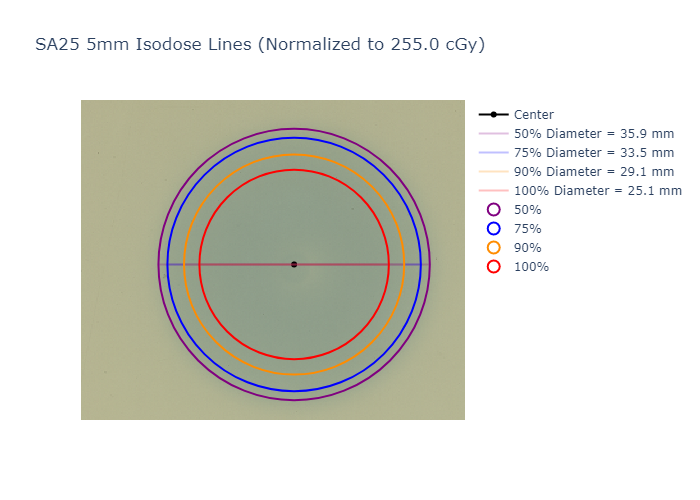 SA25 5mm Isodose Lines (Normalized to 255.0 cGy)
Center
50% Diameter = 35.9 mm
75% Diameter = 33.5 mm
90% Diameter = 29.1 mm
100% Diameter = 25.1 mm
50%
75%
90%
100%